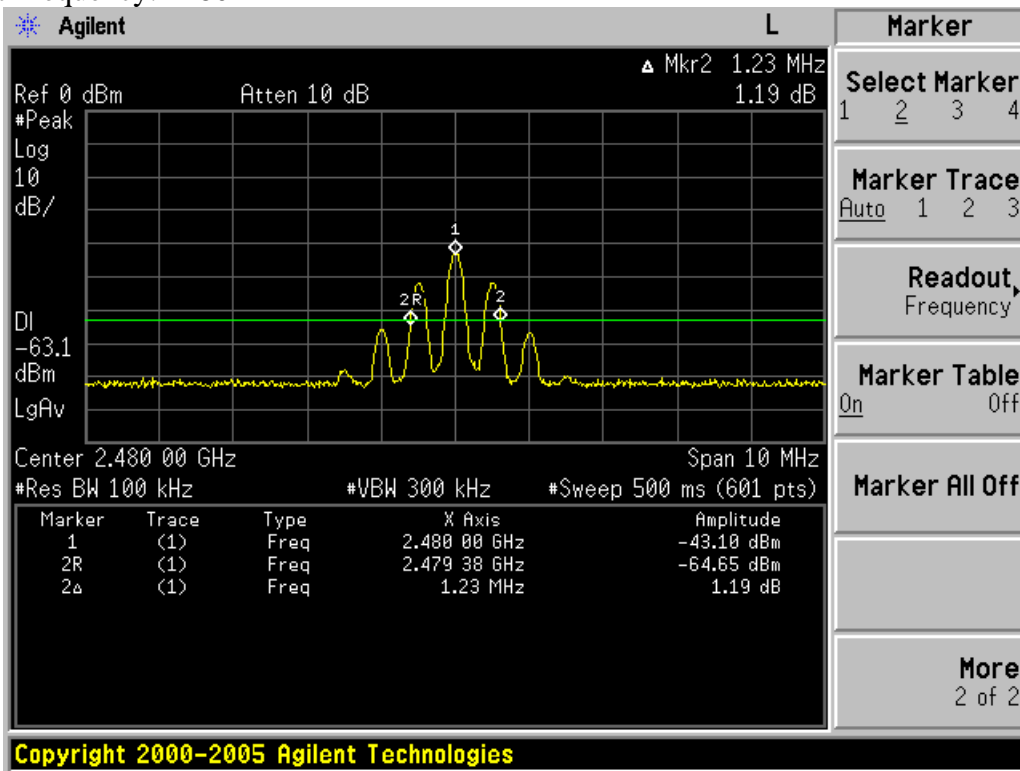 Agilent L Marker
Δ Mkr2 1.23 MHz
Ref 0 dBm Atten 10 dB 1.19 dB
#Peak
Log
10
dB/
1
2R
2
DI
-63.1
dBm
LgAv
Center 2.480 00 GHz Span 10 MHz
#Res BW 100 kHz #VBW 300 kHz #Sweep 500 ms (601 pts)
Marker Trace Type X Axis Amplitude
1 (1) Freq 2.480 00 GHz -43.10 dBm
2R (1) Freq 2.479 38 GHz -64.65 dBm
2Δ (1) Freq 1.23 MHz 1.19 dB
Select Marker
1 2 3 4
Marker Trace
Auto 1 2 3
Readout
Frequency
Marker Table
On Off
Marker All Off
More
2 of 2
Copyright 2000-2005 Agilent Technologies